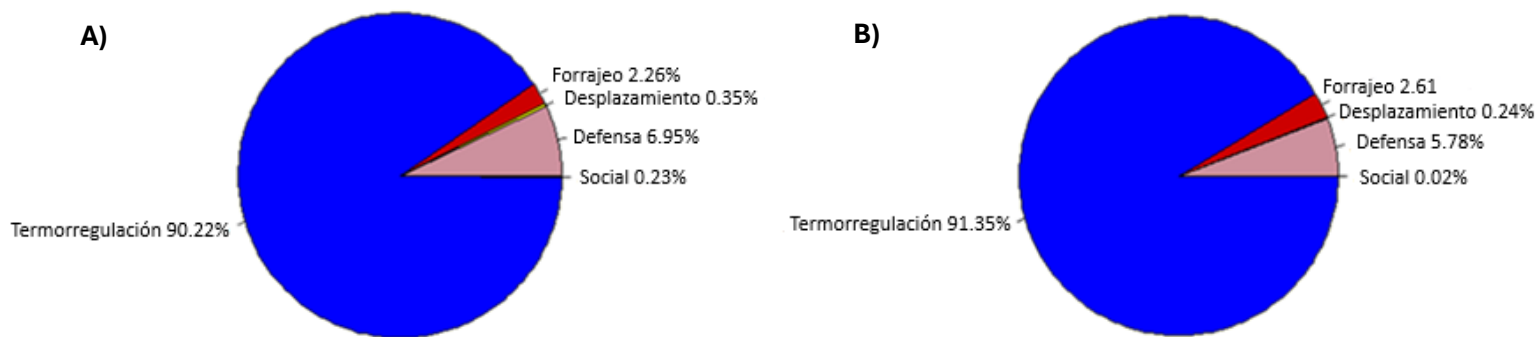 A)
Forrajeo 2.26%
Desplazamiento 0.35%
Defensa 6.95%
Social 0.23%
Termorregulación 90.22%
B)
Forrajeo 2.61
Desplazamiento 0.24%
Defensa 5.78%
Social 0.02%
Termorregulación 91.35%